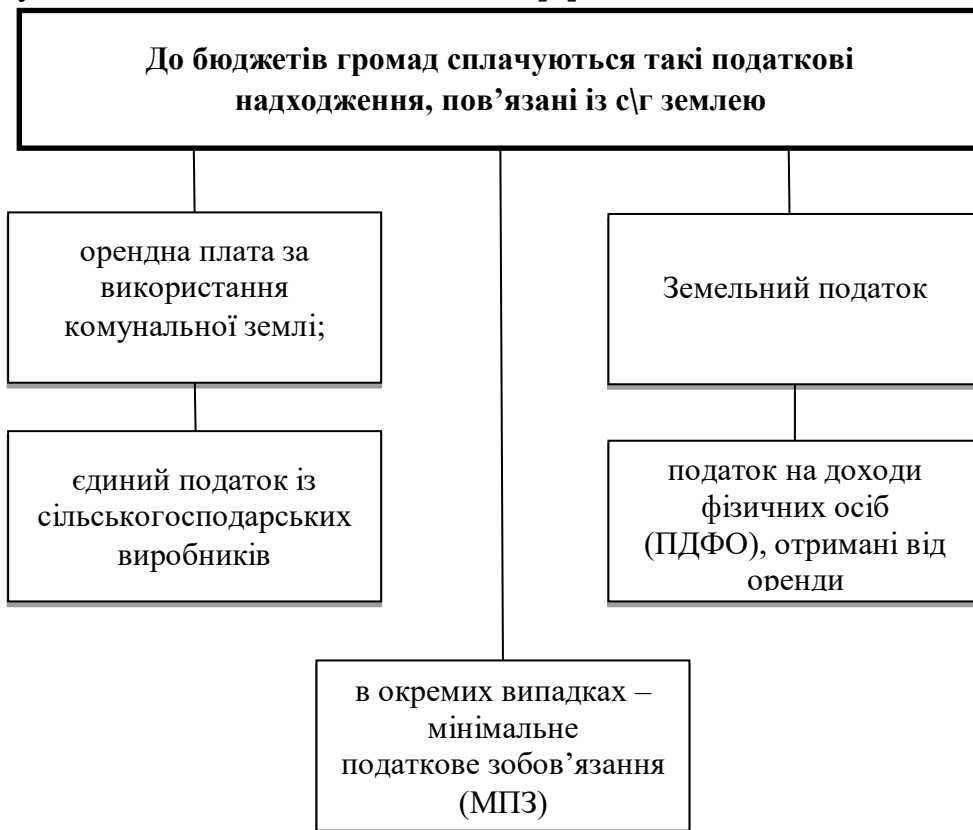 До бюджетів громад сплачуються такі податкові
надходження, пов’язані із с\г землею
орендна плата за
використання
комунальної землі;
Земельний податок
єдиний податок із
сільськогосподарських
виробників
податок на доходи
фізичних осіб
(ПДФО), отримані від
оренди
в окремих випадках –
мінімальне
податкове зобов’язання
(МПЗ)